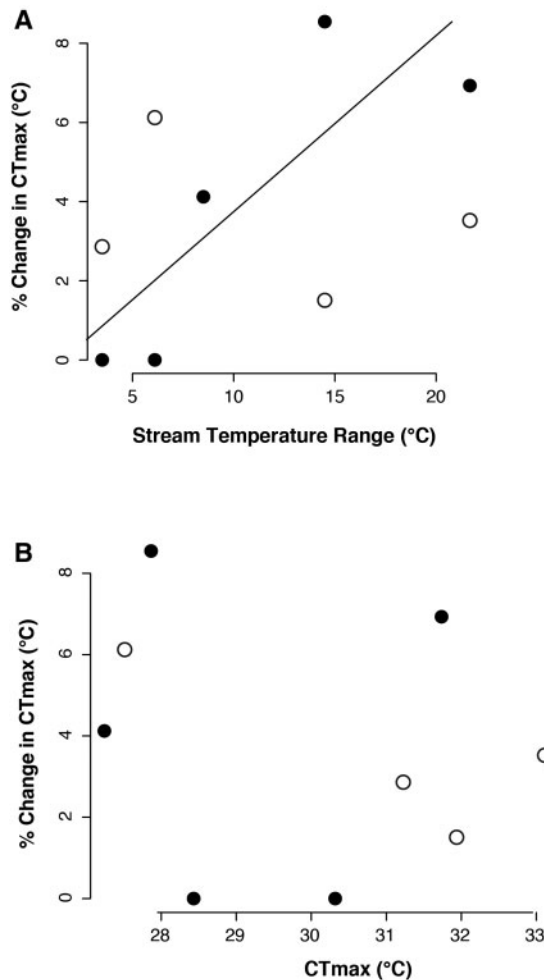 A
% Change in CTmax (°C)
8
6
4
2
0
5 10 15 20
Stream Temperature Range (°C)
B
% Change in CTmax (°C)
8
6
4
2
0
28 29 30 31 32 33
CTmax (°C)